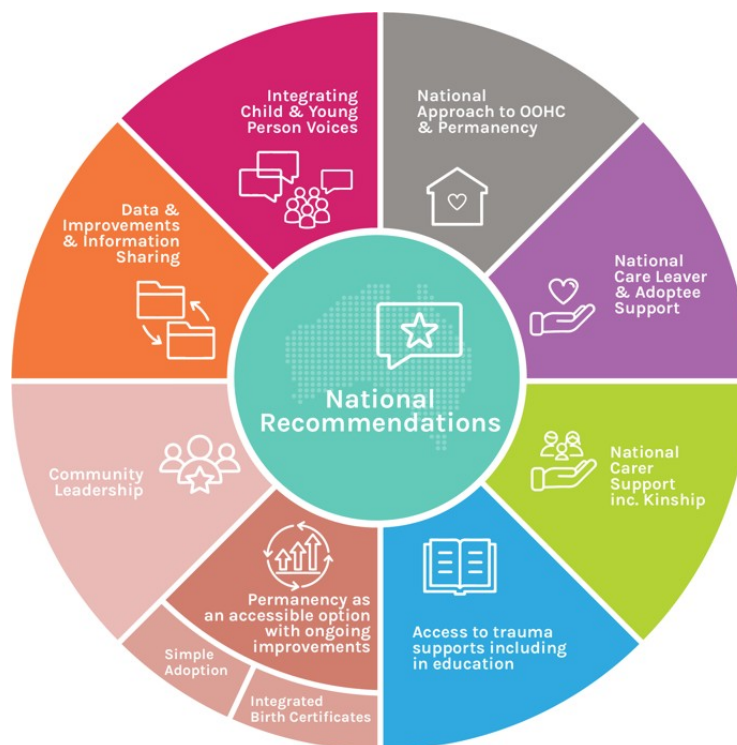 Integrating
Child & Young
Person Voices
National
Approach to OOHC
& Permanency
Data &
Improvements
& Information
Sharing
National
Care Leaver
& Adoptee
Support
National
Recommendations
Community
Leadership
National
Carer
Support
inc. Kinship
Permanency as
an accessible option
with ongoing
improvements
Access to trauma
supports including
in education
Simple
Adoption
Integrated
Birth Certificates